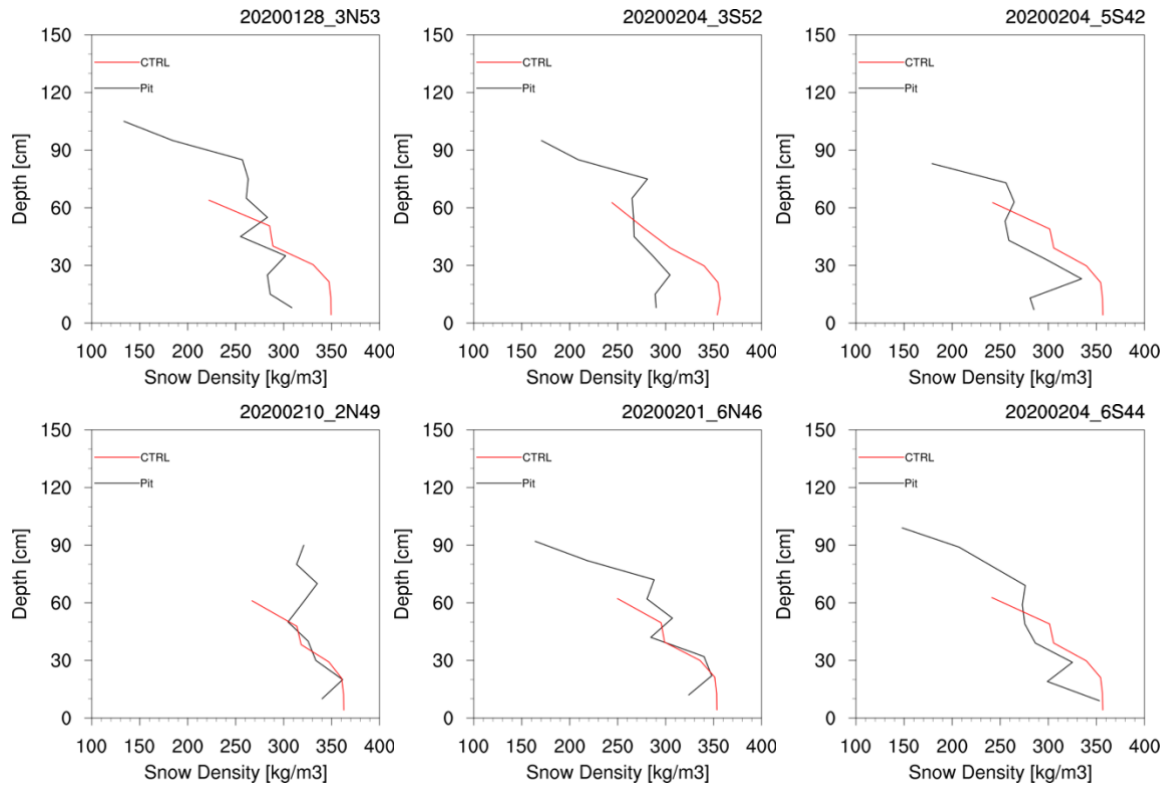 20200128_3N53
150
120
90
60
30
0
Depth [cm]
CTRL
Pit
100 150 200 250 300 350 400
Snow Density [kg/m3]
20200204_3S52
150
120
90
60
30
0
Depth [cm]
CTRL
Pit
100 150 200 250 300 350 400
Snow Density [kg/m3]
20200204_5S42
150
120
90
60
30
0
Depth [cm]
CTRL
Pit
100 150 200 250 300 350 400
Snow Density [kg/m3]
20200210_2N49
150
120
90
60
30
0
Depth [cm]
CTRL
Pit
100 150 200 250 300 350 400
Snow Density [kg/m3]
20200201_6N46
150
120
90
60
30
0
Depth [cm]
CTRL
Pit
100 150 200 250 300 350 400
Snow Density [kg/m3]
20200204_6S44
150
120
90
60
30
0
Depth [cm]
CTRL
Pit
100 150 200 250 300 350 400
Snow Density [kg/m3]